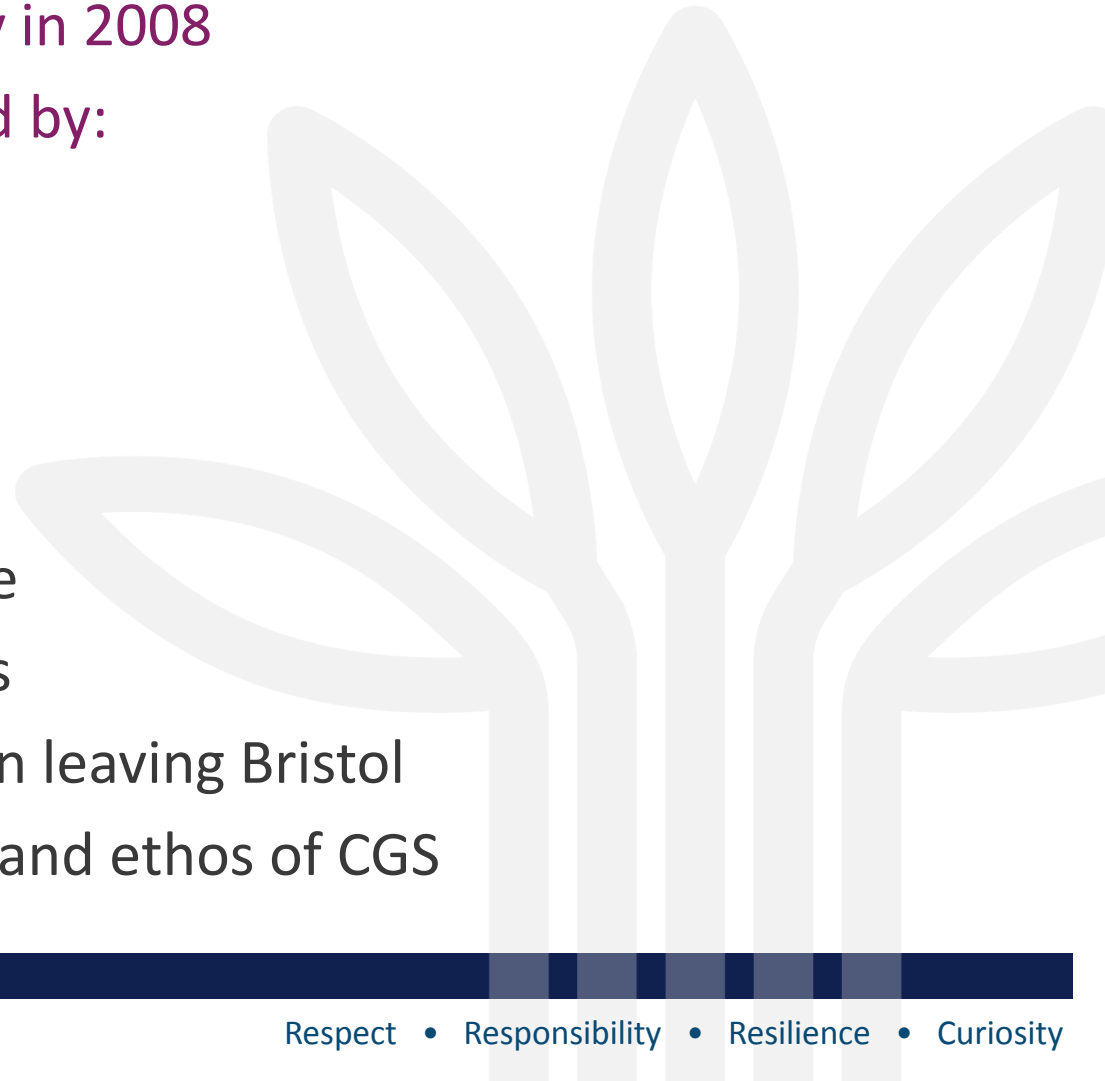 in 2008
by:
leaving Bristol
and ethos of CGS
Respect • Responsibility • Resilience • Curiosity